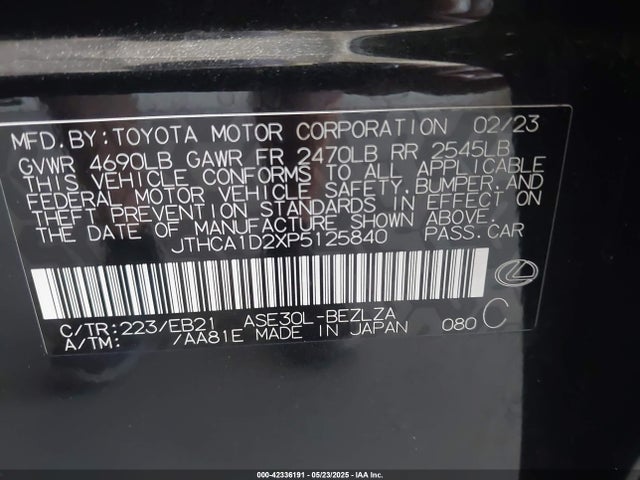 MFD.BY:TOYOTA MOTOR CORPORATION 02/23
GVWR 4690LB GAWR FR 2470LB RR 2545LB
THIS VEHICLE CONFORMS TO ALL APPLICABLE
FEDERAL MOTOR VEHICLE SAFETY,BUMPER,AND
THEFT PREVENTION STANDARDS IN EFFECT ON
THE DATE OF MANUFACTURE SHOWN ABOVE.
JTHCA1D2XP5125840 PASS.CAR
C/TR:223/EB21 ASE30L-BEZLZA
A/TM: /AA81E MADE IN JAPAN 080 C
000-42336191 - 05/23/2025 - IAA Inc.